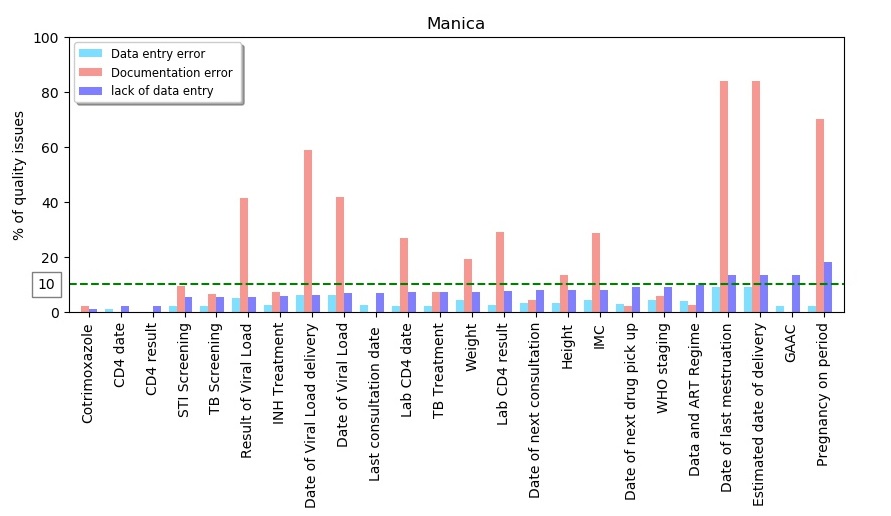 Manica
100
80
60
40
20
10
0
% of quality issues
Data entry error
Documentation error
lack of data entry
Cotrimoxazole
CD4 date
CD4 result
STI Screening
TB Screening
Result of Viral Load
INH Treatment
Date of Viral Load delivery
Date of Viral Load
Last consultation date
Lab CD4 date
TB Treatment
Weight
Lab CD4 result
Date of next consultation
Height
IMC
Date of next drug pick up
WHO staging
Data and ART Regime
Date of last mestruation
Estimated date of delivery
GAAC
Pregnancy on period